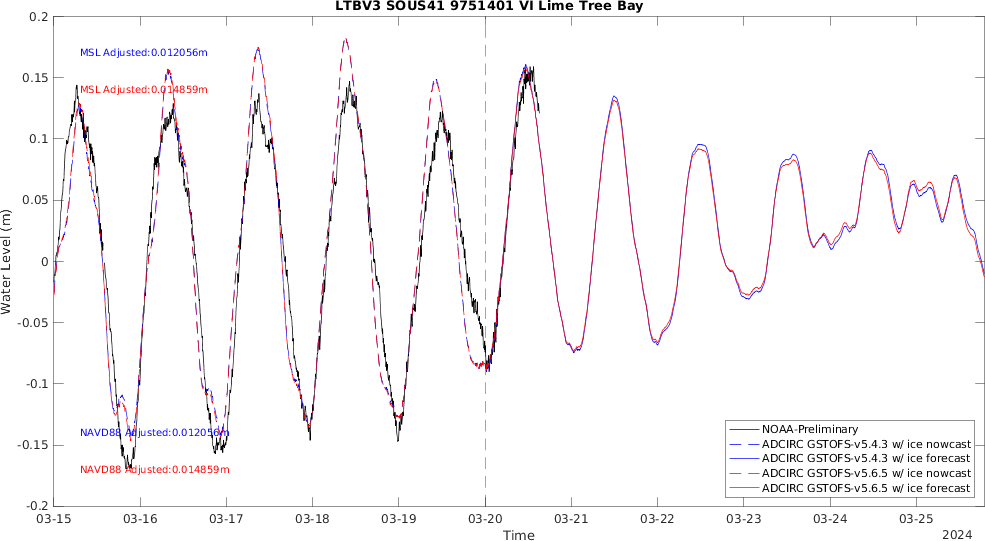 LTBV3 SOUS41 9751401 VI Lime Tree Bay
0.2
0.15
0.1
0.05
0
-0.05
-0.1
-0.15
-0.2
Water Level (m)
MSL Adjusted:0.012056m
MSL Adjusted:0.014859m
NAVD88 Adjusted:0.012056m
NAVD88 Adjusted:0.014859m
NOAA-Preliminary
ADCIRC GSTOFS-v5.4.3 w/ ice nowcast
ADCIRC GSTOFS-v5.4.3 w/ ice forecast
ADCIRC GSTOFS-v5.6.5 w/ ice nowcast
ADCIRC GSTOFS-v5.6.5 w/ ice forecast
03-15 03-16 03-17 03-18 03-19 03-20 03-21 03-22 03-23 03-24 03-25
Time
2024